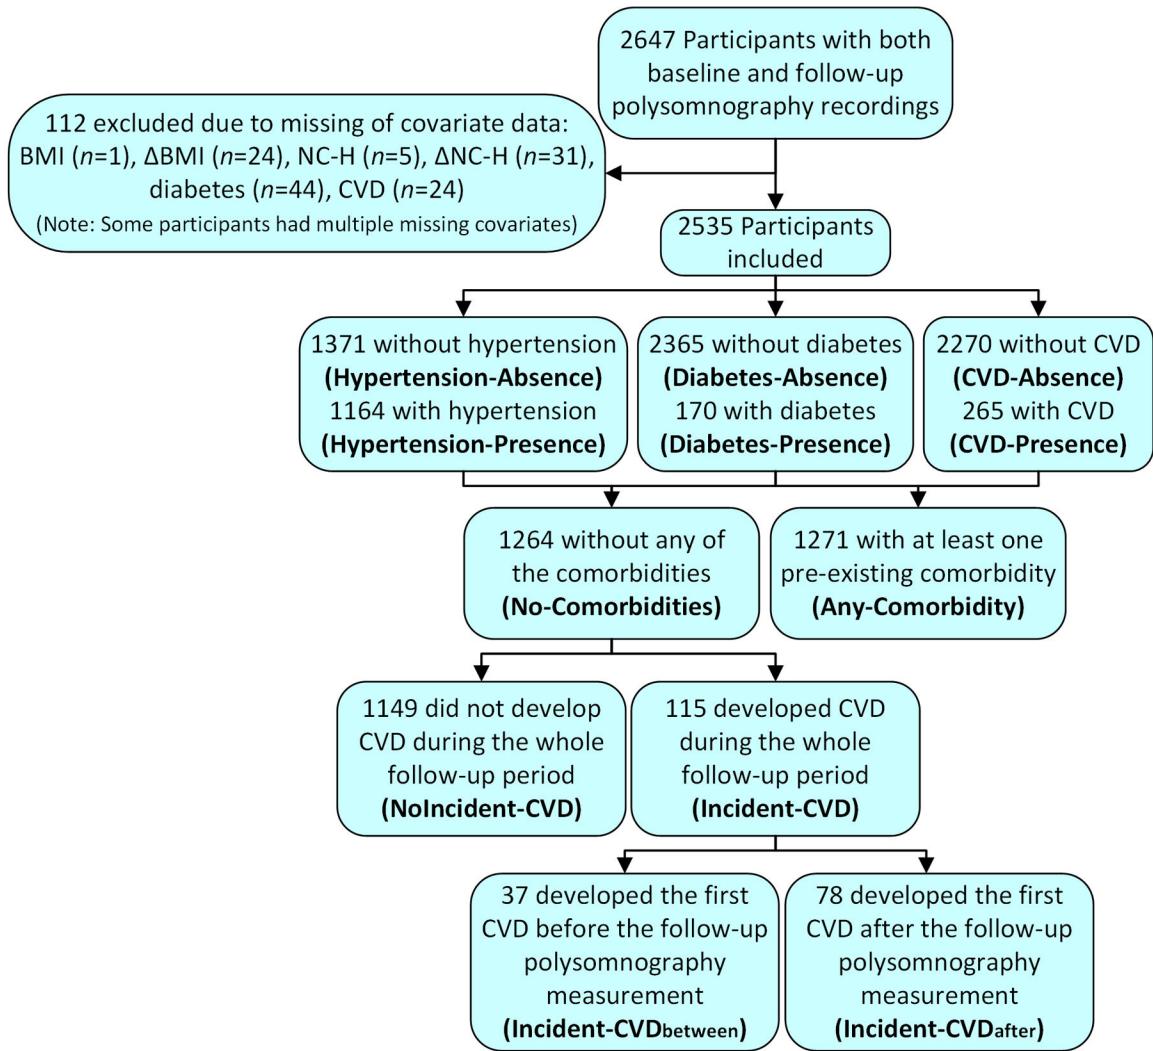 2647 Participants with both
baseline and follow-up
polysomnography recordings
112 excluded due to missing of covariate data:
BMI (n=1), ΔBMI (n=24), NC-H (n=5), ΔNC-H (n=31),
diabetes (n=44), CVD (n=24)
(Note: Some participants had multiple missing covariates)
2535 Participants
included
1371 without hypertension
(Hypertension-Absence)
1164 with hypertension
(Hypertension-Presence)
2365 without diabetes
(Diabetes-Absence)
170 with diabetes
(Diabetes-Presence)
2270 without CVD
(CVD-Absence)
265 with CVD
(CVD-Presence)
1264 without any of
the comorbidities
(No-Comorbidities)
1271 with at least one
pre-existing comorbidity
(Any-Comorbidity)
1149 did not develop
CVD during the whole
follow-up period
(NoIncident-CVD)
115 developed CVD
during the whole
follow-up period
(Incident-CVD)
37 developed the first
CVD before the follow-up
polysomnography
measurement
(Incident-CVDbetween)
78 developed the first
CVD after the follow-up
polysomnography
measurement
(Incident-CVDafter)